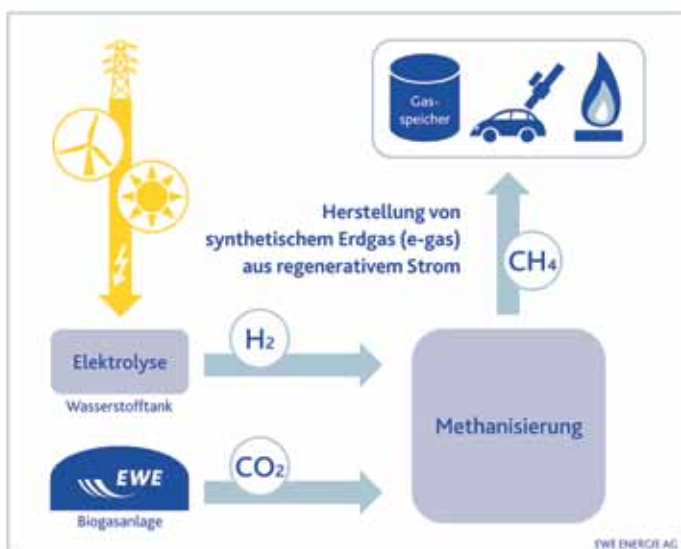 Gas-
speicher
Herstellung von
synthetischem Erdgas (e-gas)
aus regenerativem Strom
CH4
H2
Elektrolyse
Wasserstofftank
Methanisierung
EWE
CO2
Biogasanlage
EWE ENERGIE AG